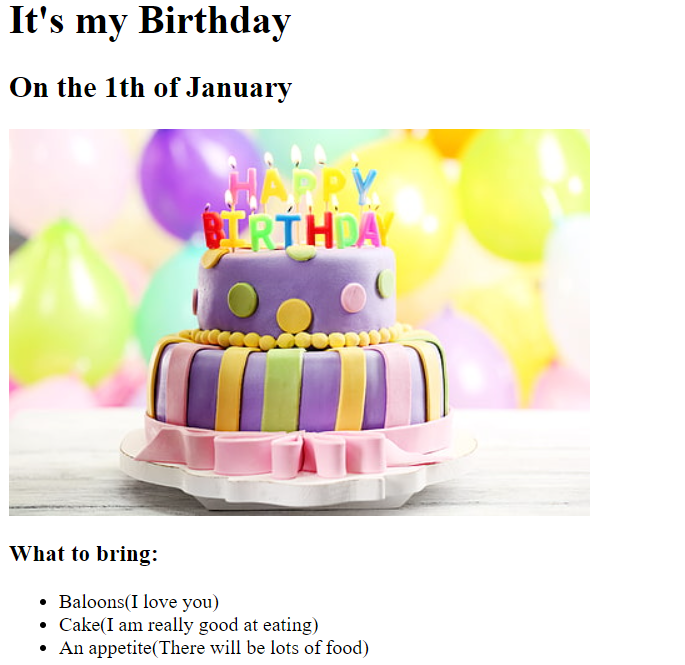 It's my Birthday
On the 1th of January
HAPPY
BIRTHDAY
What to bring:
Baloons(I love you)
Cake(I am really good at eating)
An appetite(There will be lots of food)